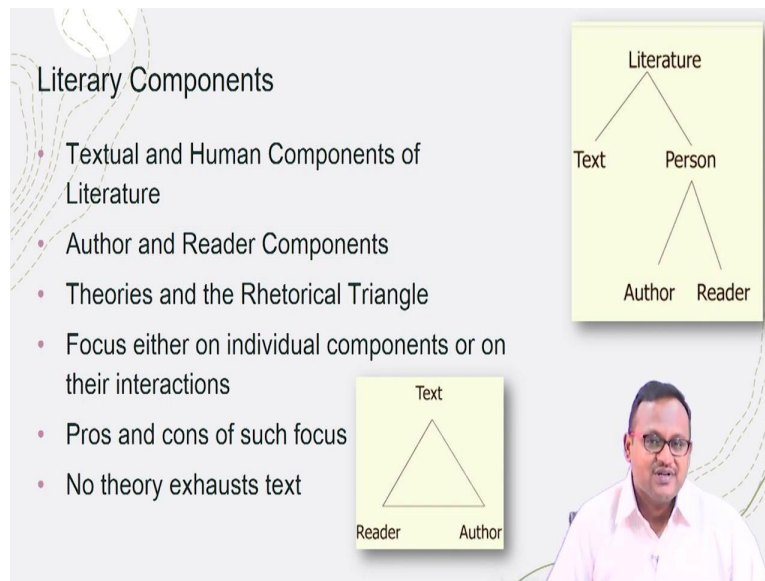 Literary Components
Textual and Human Components of
Literature
Author and Reader Components
Theories and the Rhetorical Triangle
Focus either on individual components or on
their interactions
Pros and cons of such focus
No theory exhausts text
Literature
Text Person
Author Reader
Text
Reader Author